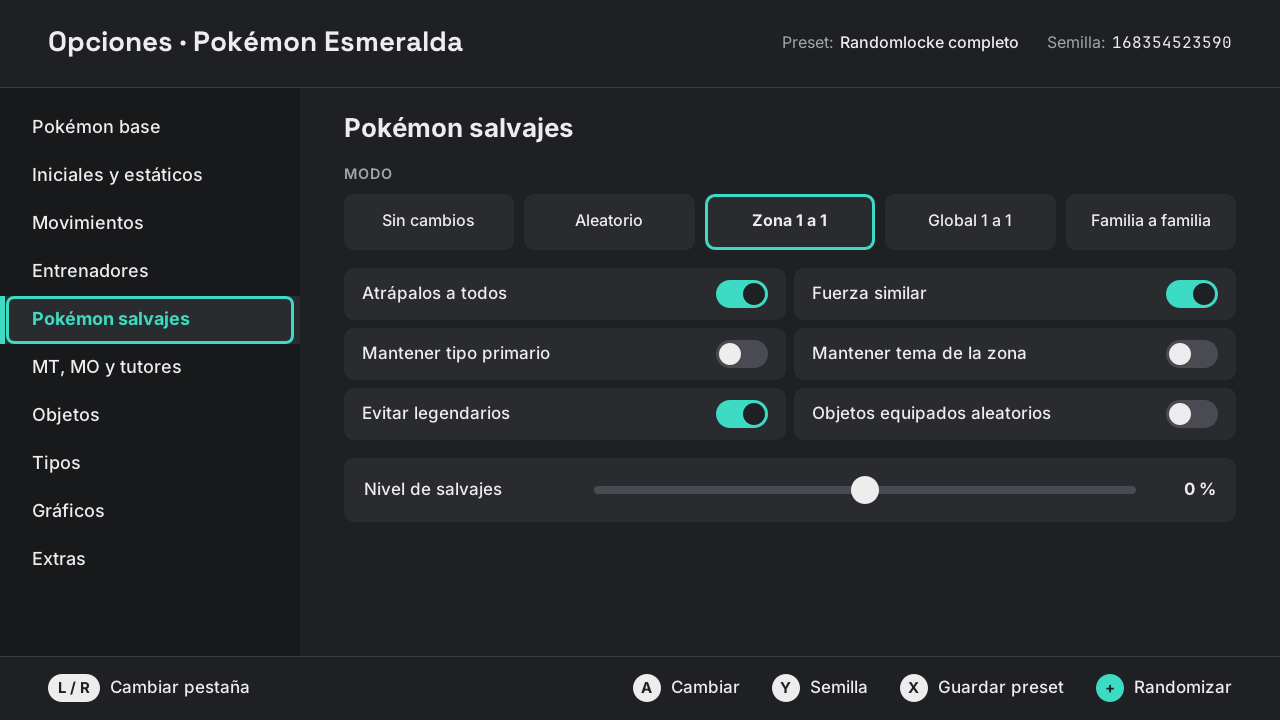 Opciones · Pokémon Esmeralda
Preset: Randomlocke completo
Semilla: 168354523590
Pokémon base
Iniciales y estáticos
Movimientos
Entrenadores
Pokémon salvajes
MT, MO y tutores
Objetos
Tipos
Gráficos
Extras
Pokémon salvajes
MODO
Sin cambios
Aleatorio
Zona 1 a 1
Global 1 a 1
Familia a familia
Atrápalos a todos
Fuerza similar
Mantener tipo primario
Mantener tema de la zona
Evitar legendarios
Objetos equipados aleatorios
Nivel de salvajes
0 %
L / R Cambiar pestaña
A Cambiar
Y Semilla
X Guardar preset
+ Randomizar